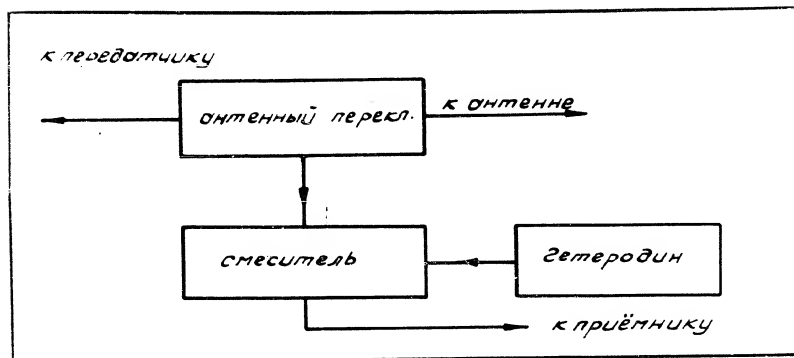 к передатчику
антенный перекл.
к антенне
смеситель
гетеродин
к приёмнику